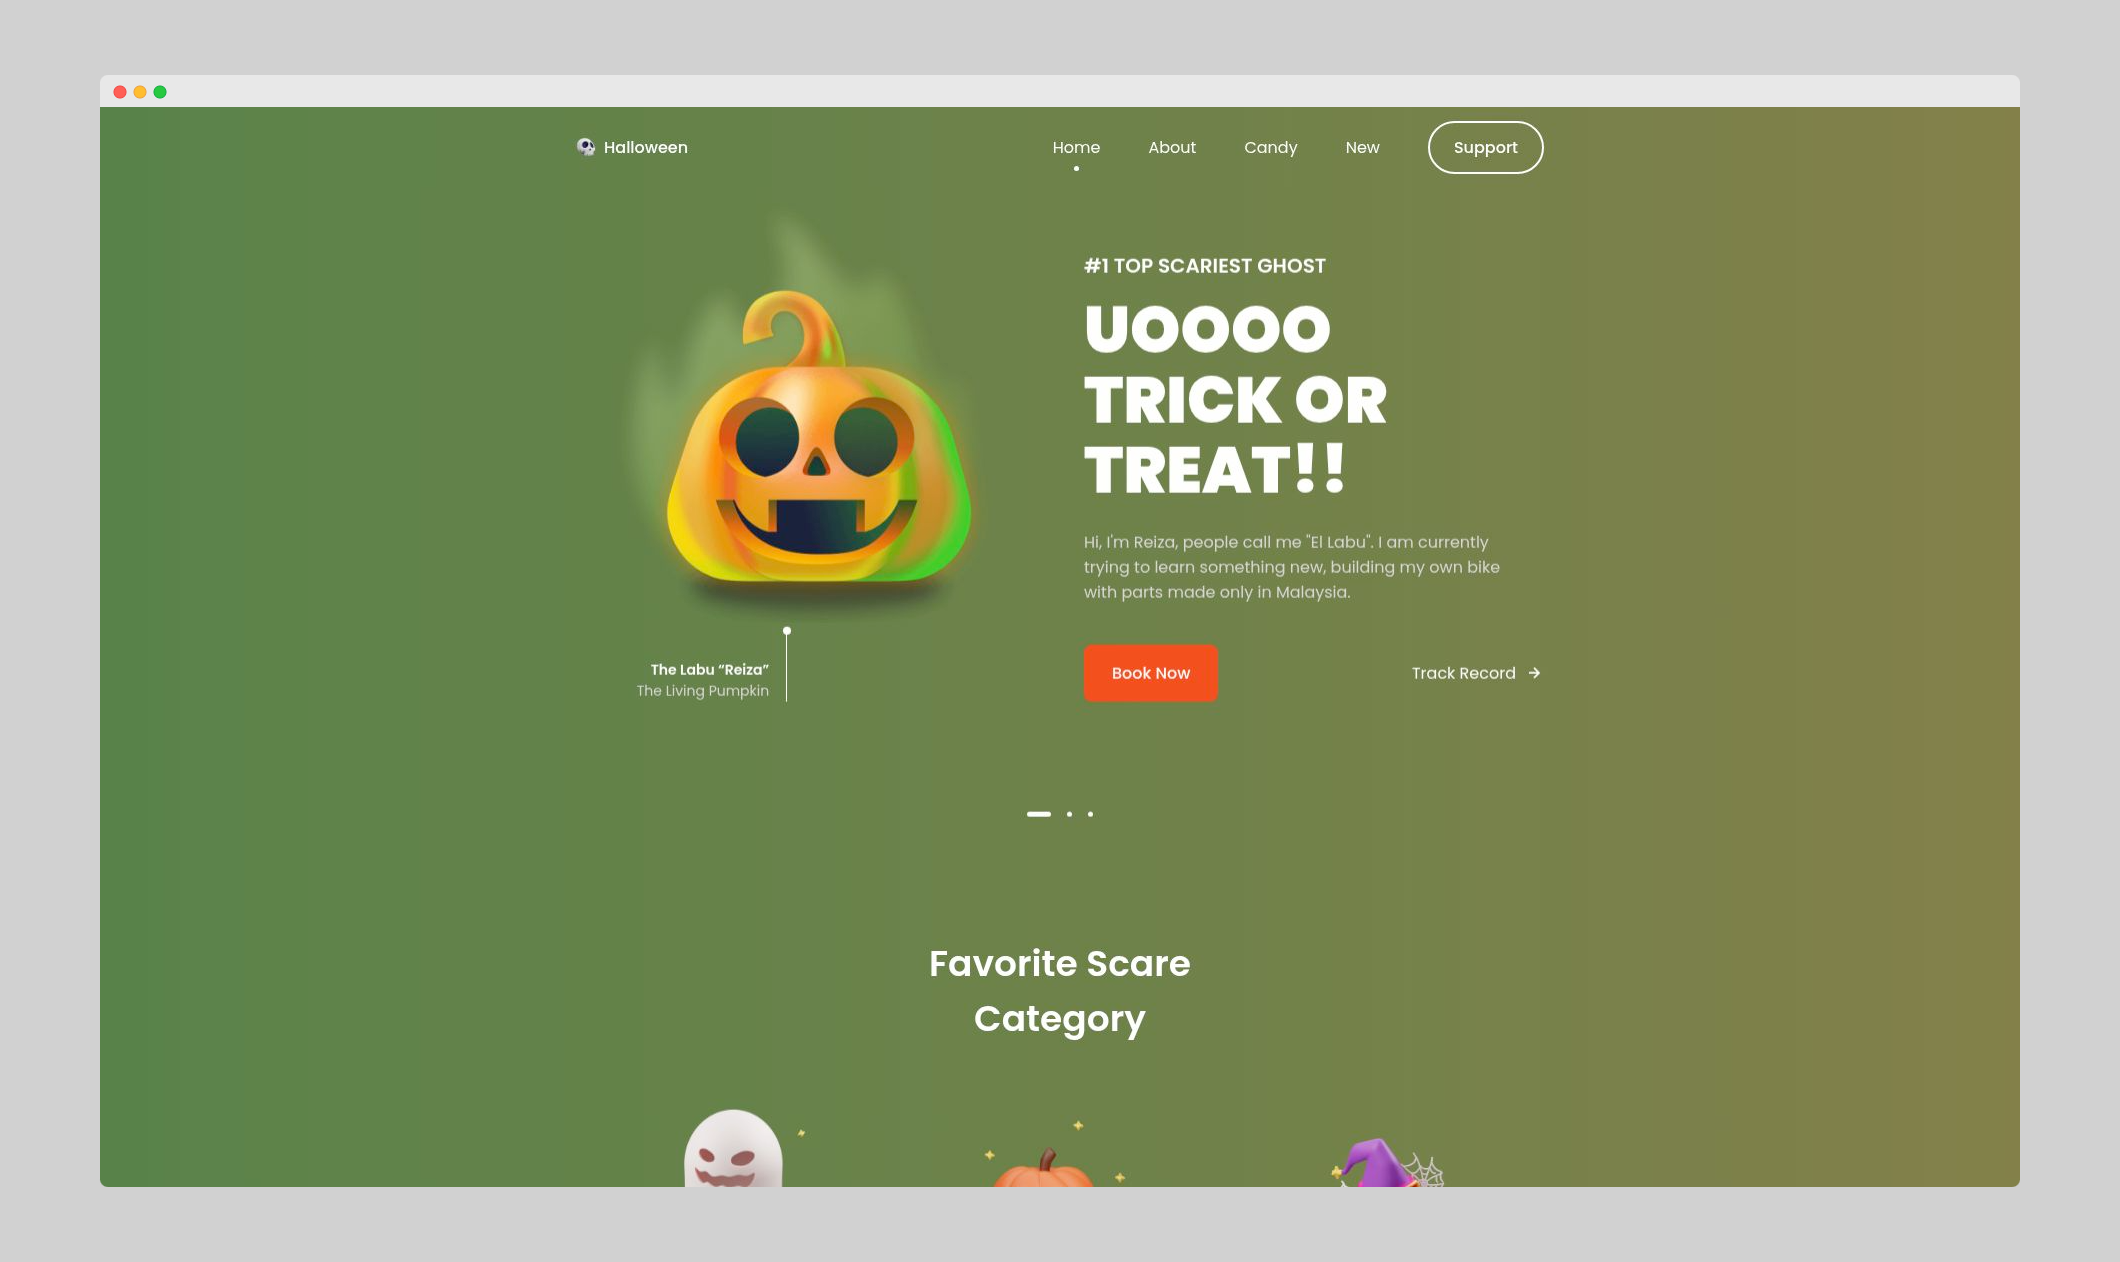 Halloween
Home About Candy New Support
#1 TOP SCARIEST GHOST
UOOOO
TRICK OR
TREAT!!
Hi, I'm Reiza, people call me "El Labu". I am currently
trying to learn something new, building my own bike
with parts made only in Malaysia.
The Labu “Reiza”
The Living Pumpkin
Book Now
Track Record
Favorite Scare
Category